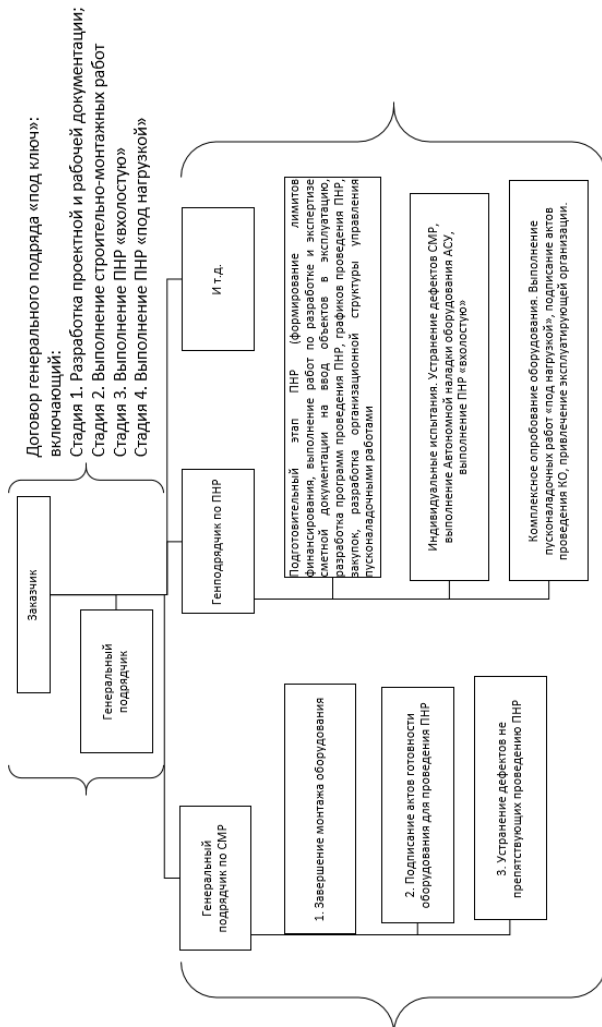 Заказчик
Генеральный
подрядчик
Договор генерального подряда «под ключ»:
включающий:
Стадия 1. Разработка проектной и рабочей документации;
Стадия 2. Выполнение строительно-монтажных работ
Стадия 3. Выполнение ПНР «вхолостую»
Стадия 4. Выполнение ПНР «под нагрузкой»
Генеральный
подрядчик по СМР
Генподрядчик по ПНР
И т.д.
1. Завершение монтажа оборудования
2. Подписание актов готовности
оборудования для проведения ПНР
3. Устранение дефектов не
препятствующих проведению ПНР
Подготовительный этап ПНР (формирование лимитов
финансирования, выполнение работ по разработке и экспертизе
сметной документации на ввод объектов в эксплуатацию,
разработка программ проведения ПНР, графиков проведения ПНР,
закупок, разработка организационной структуры управления
пусконаладочными работами
Индивидуальные испытания. Устранение дефектов СМР,
выполнение Автономной наладки оборудования АСУ,
выполнение ПНР «вхолостую»
Комплексное опробование оборудования. Выполнение
пусконаладочных работ «под нагрузкой», подписание актов
проведения КО, привлечение эксплуатирующей организации.